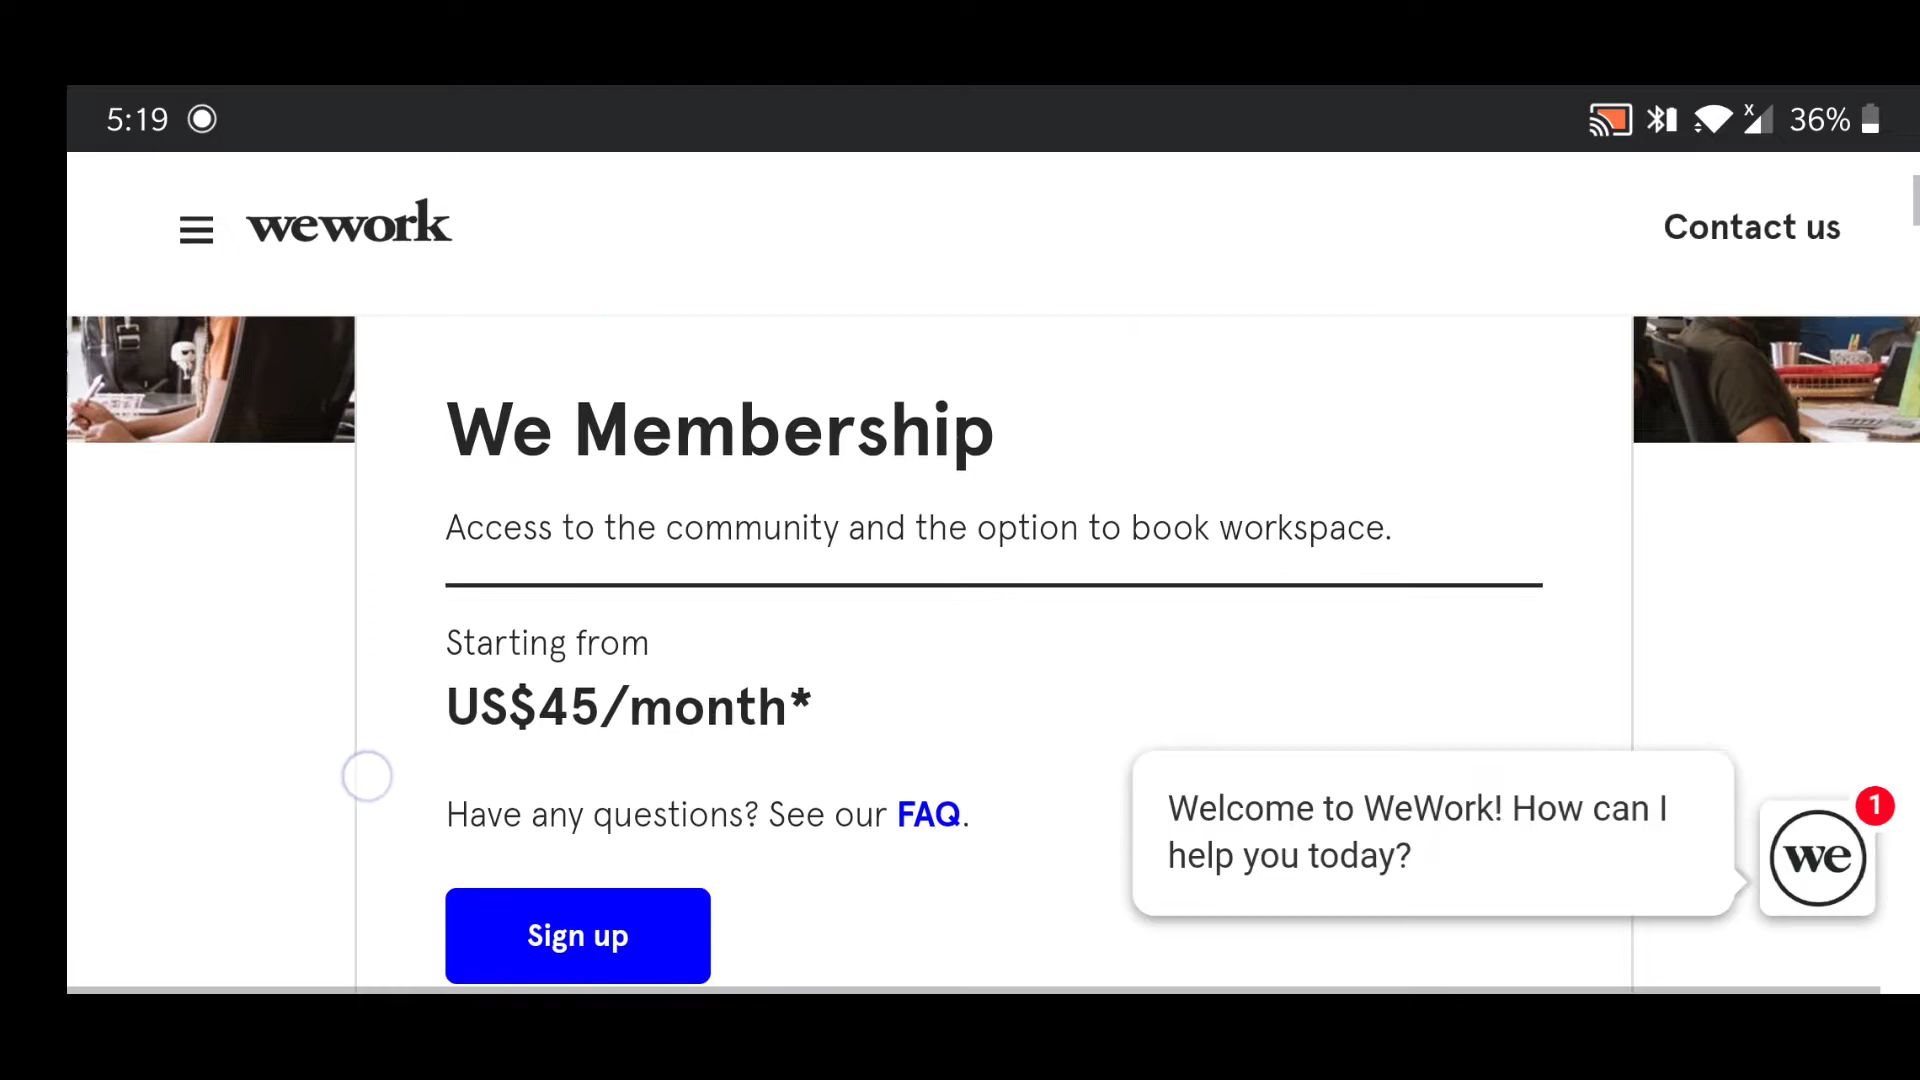 5:19
x 36%
wework
Contact us
We Membership
Access to the community and the option to book workspace.
Starting from
US$45/month*
Have any questions? See our FAQ.
Sign up
Welcome to WeWork! How can I
help you today?
we
1